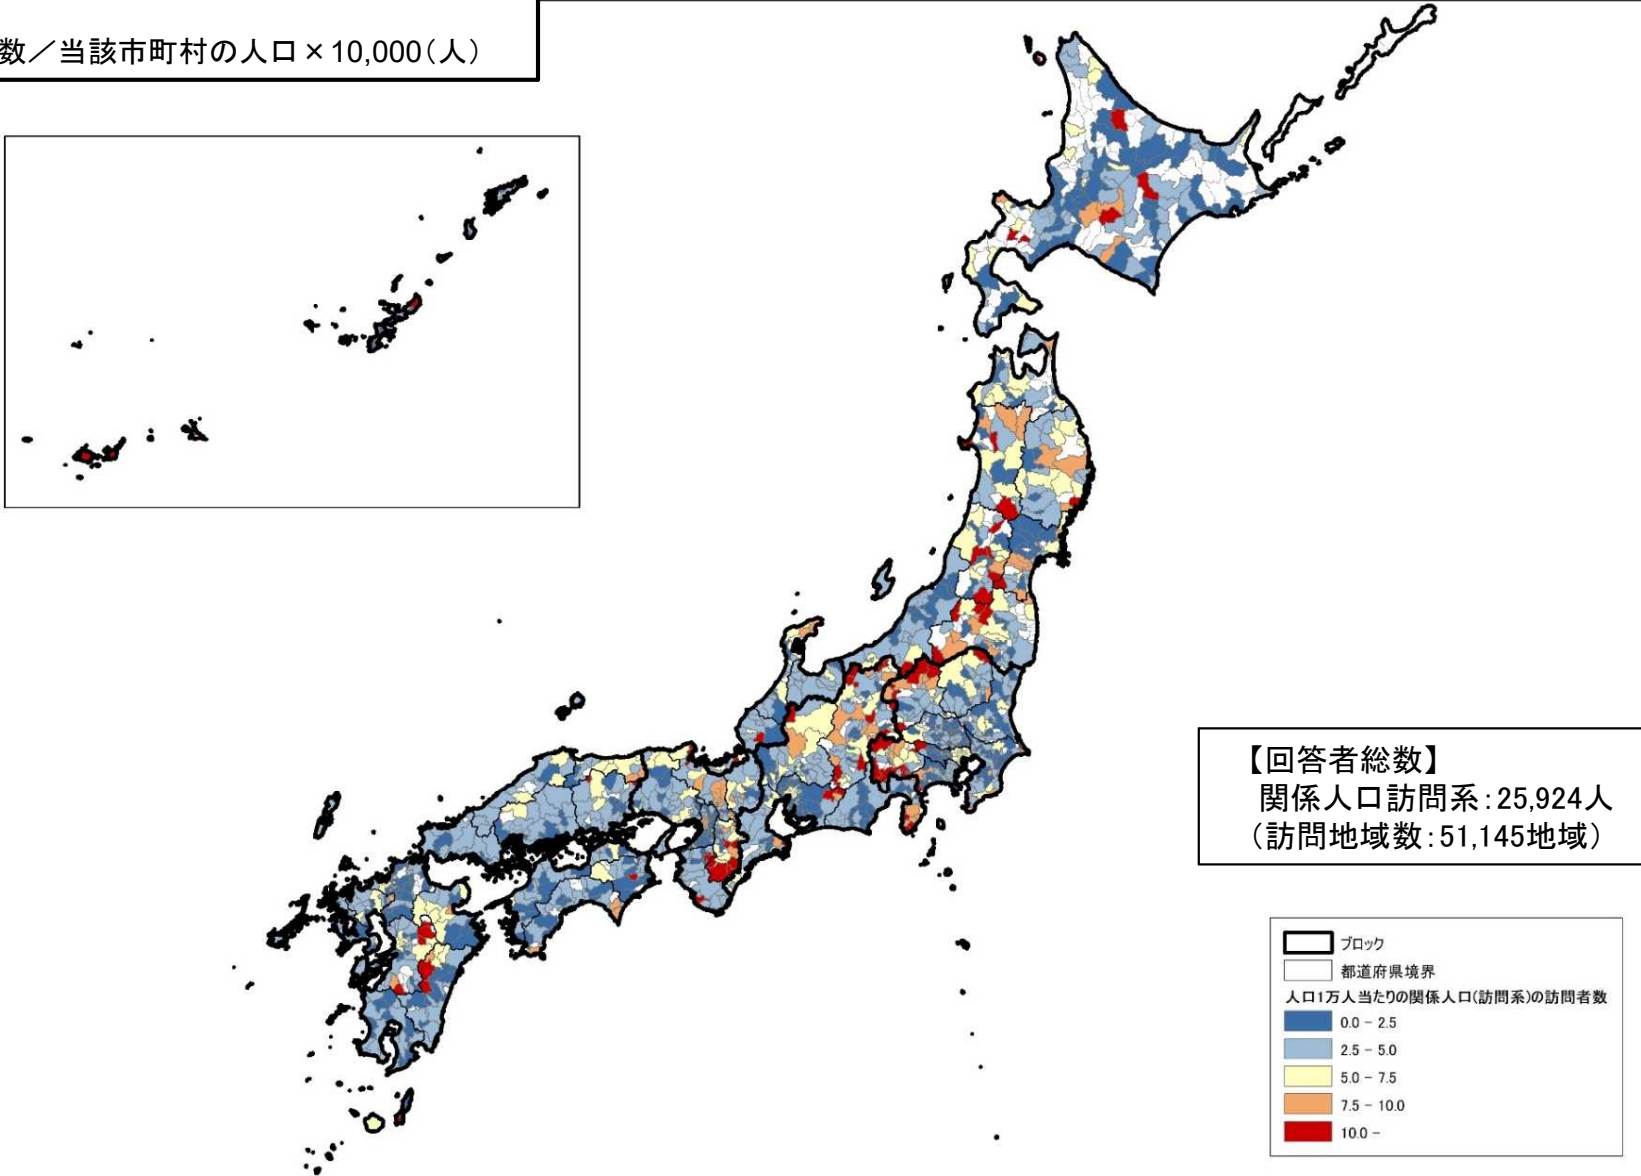 数／当該市町村の人口×10,000（人）
【回答者総数】
関係人口訪問系：25,924人
（訪問地域数：51,145地域）
ブロック
都道府県境界
人口1万人当たりの関係人口(訪問系)の訪問者数
0.0 - 2.5
2.5 - 5.0
5.0 - 7.5
7.5 - 10.0
10.0 -